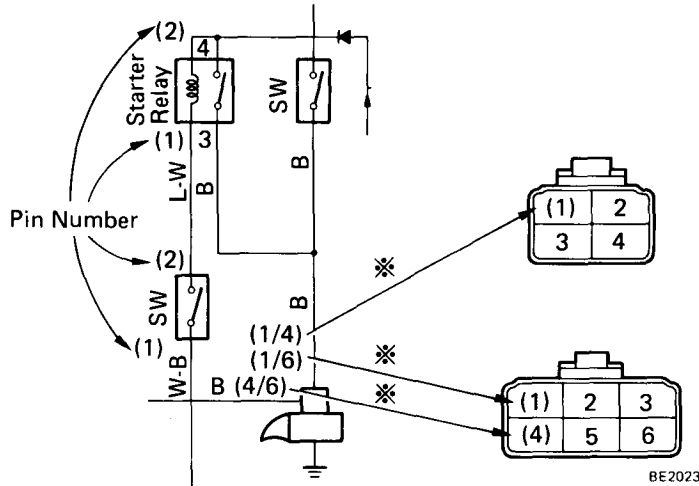 (2)
4
Starter
Relay
SW
(1)
3
L-W
B
B
Pin Number
(2)
SW
(1)
W-B
B
(1/4)
(1/6)
B (4/6)
※
※
※
(1) 2
3 4
(1) 2 3
(4) 5 6
BE2023